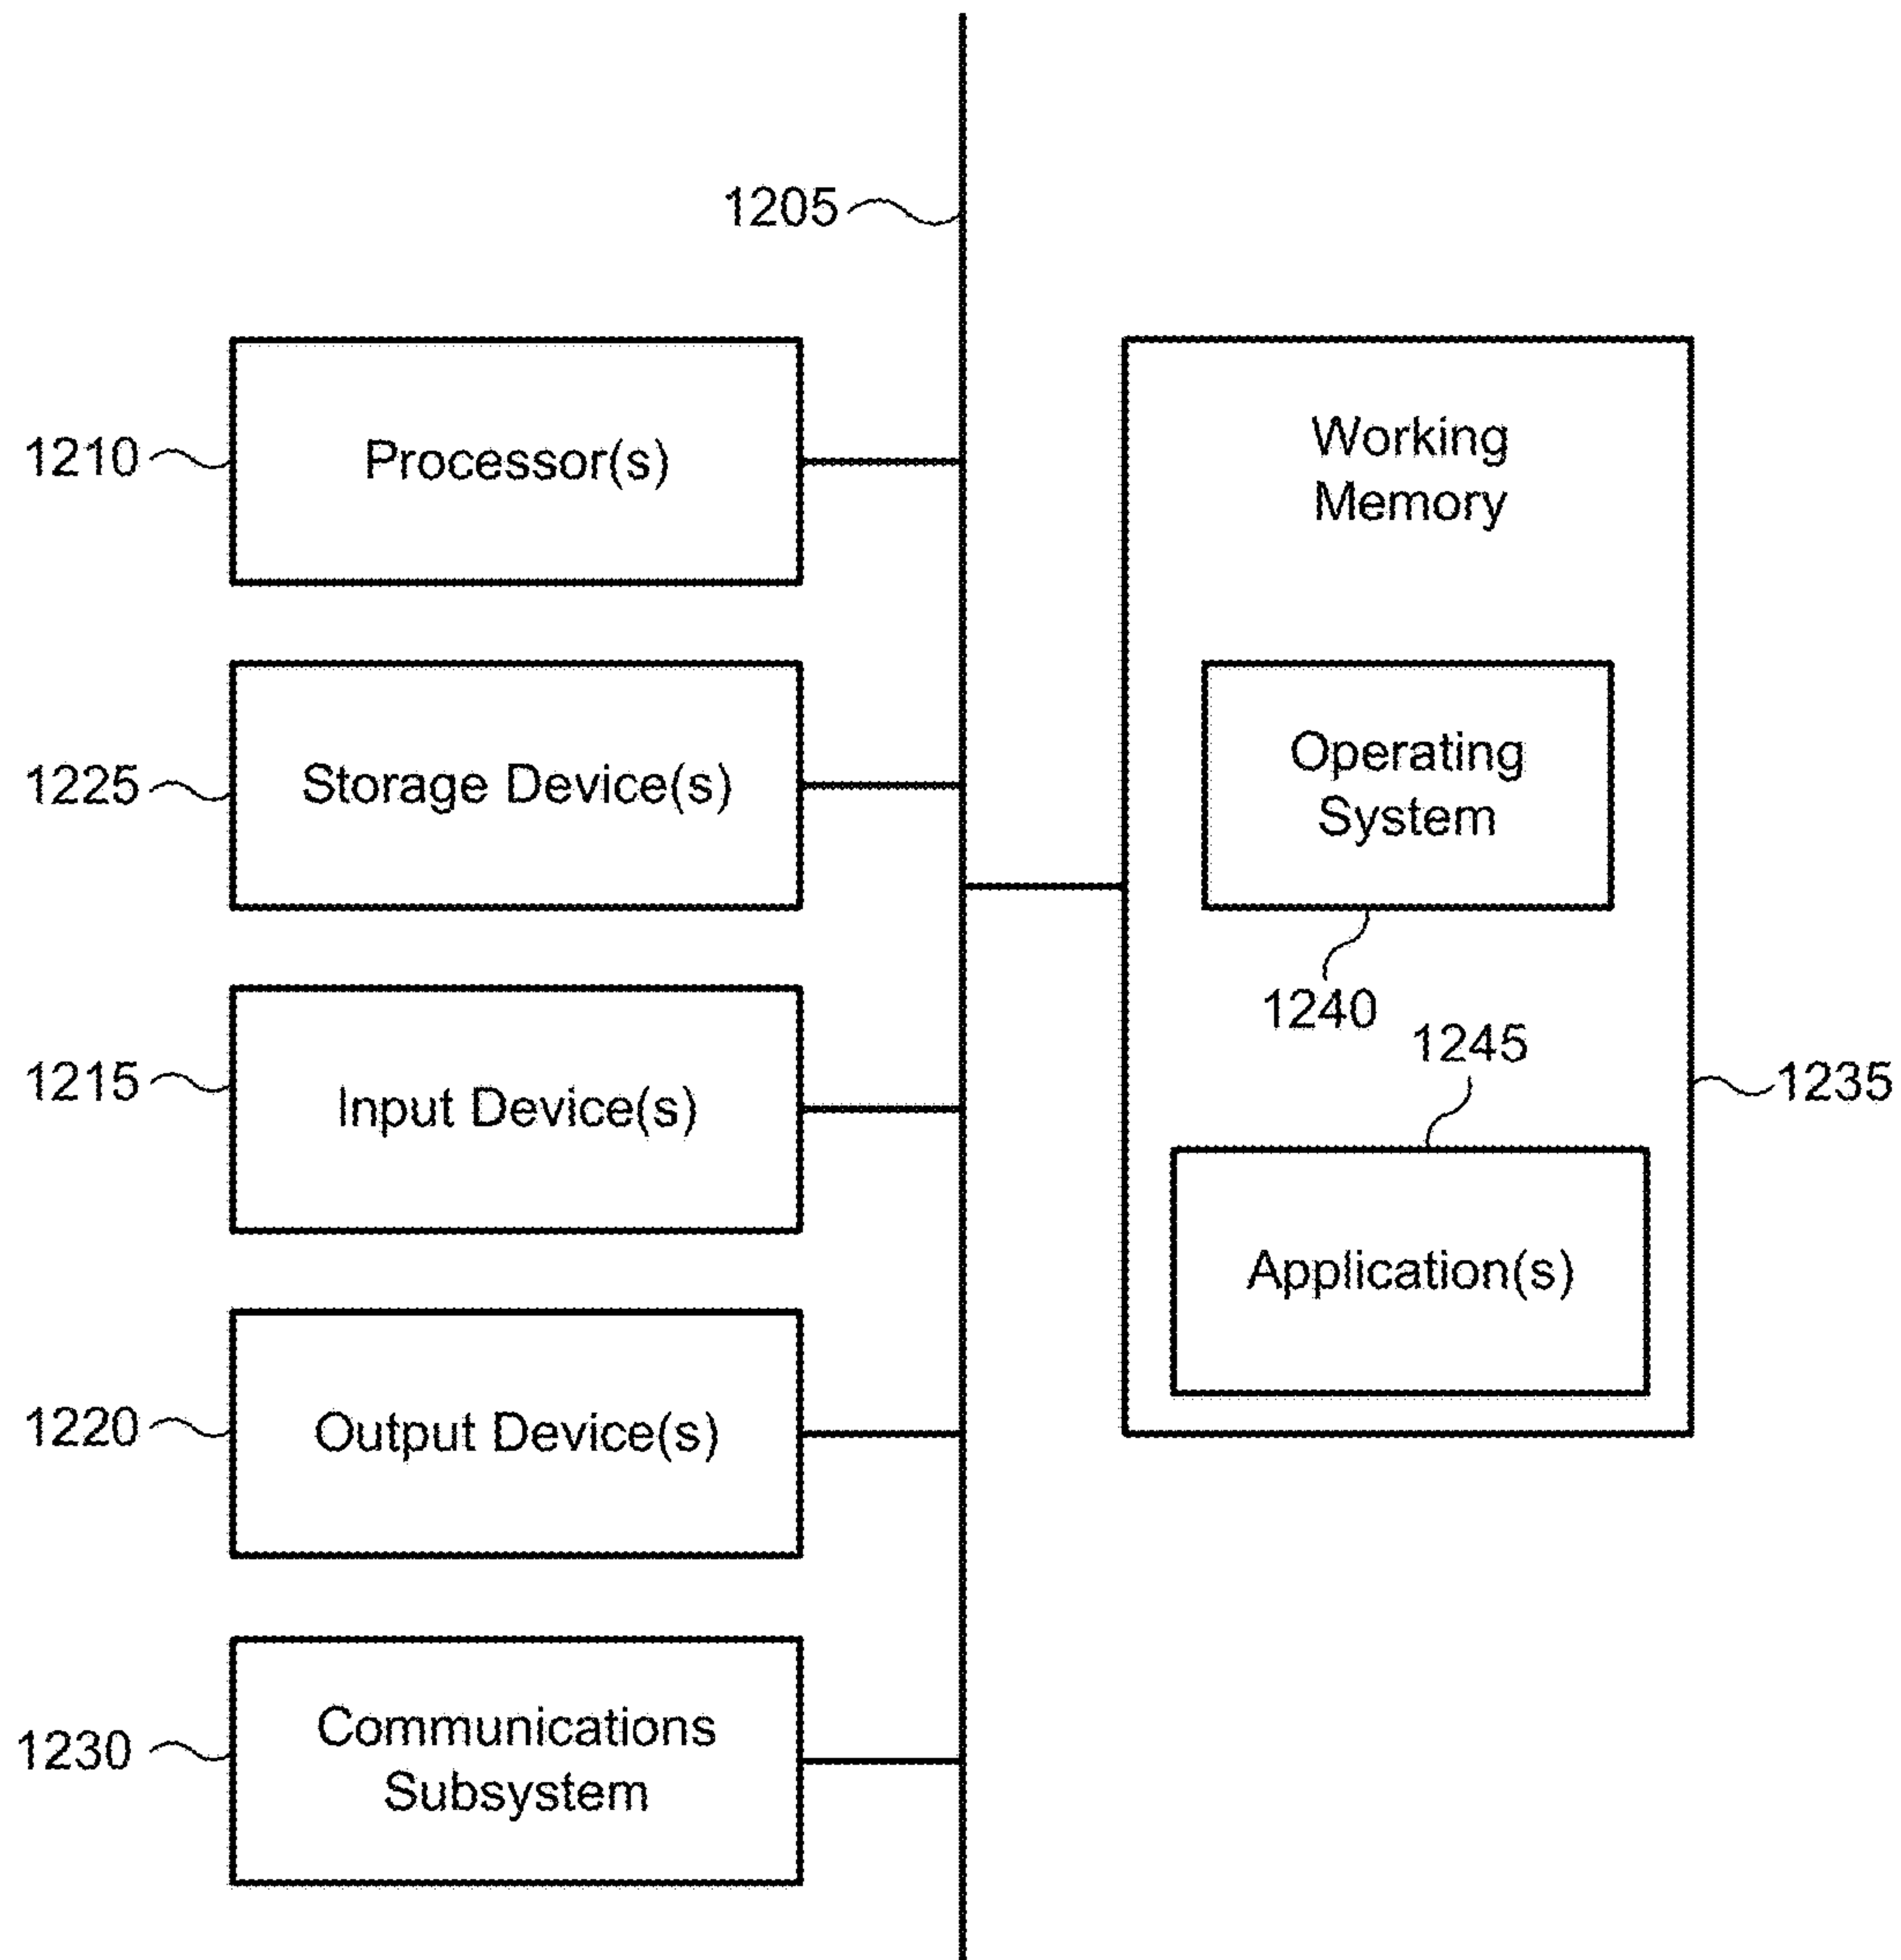 1205
1210
Processor(s)
Working
Memory
1225
Storage Device(s)
Operating
System
1240
1245
1215
Input Device(s)
1235
Application(s)
1220
Output Device(s)
1230
Communications
Subsystem